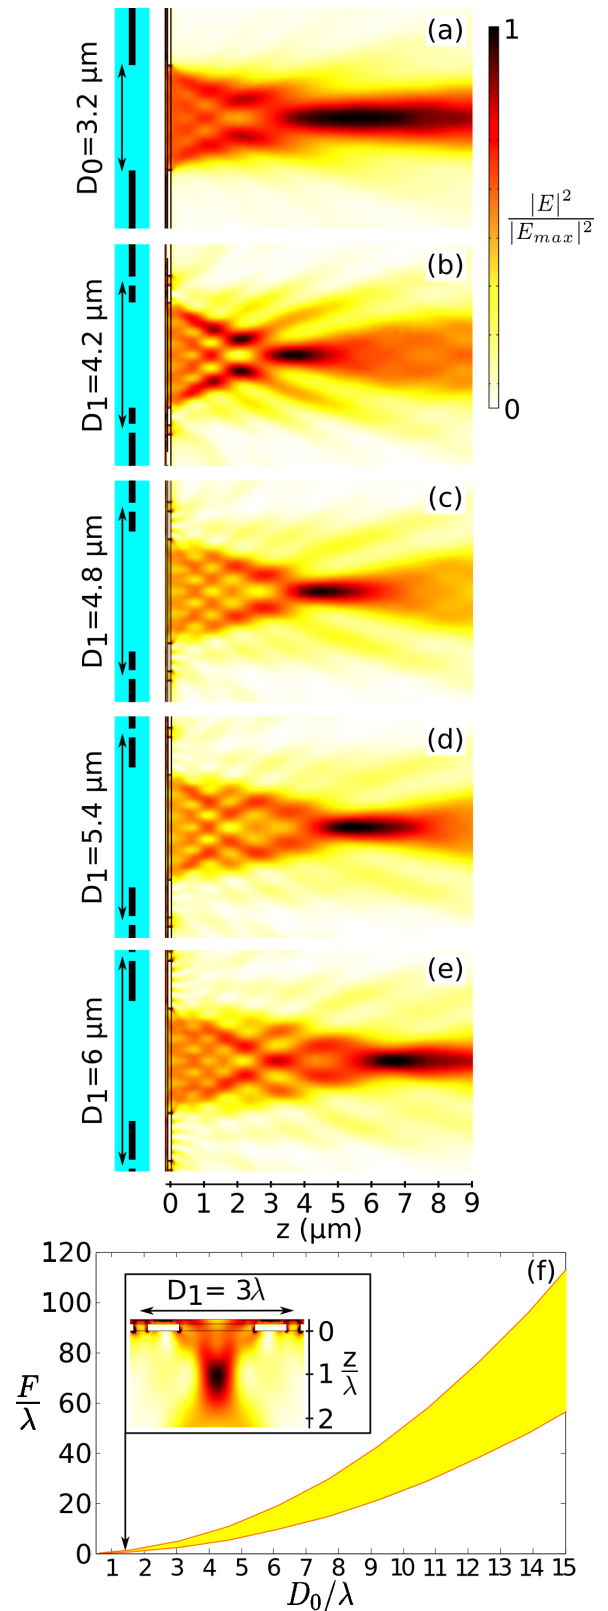 (a)
D0=3.2 μm
1
|E|²
|Emax|²
0
(b)
D1=4.2 μm
(c)
D1=4.8 μm
(d)
D1=5.4 μm
(e)
D1=6 μm
0 1 2 3 4 5 6 7 8 9
z (μm)
(f)
120
100
80
60
40
20
0
F
λ
D1= 3λ
0
1
2
z
λ
1 2 3 4 5 6 7 8 9 10 11 12 13 14 15
D0/λ